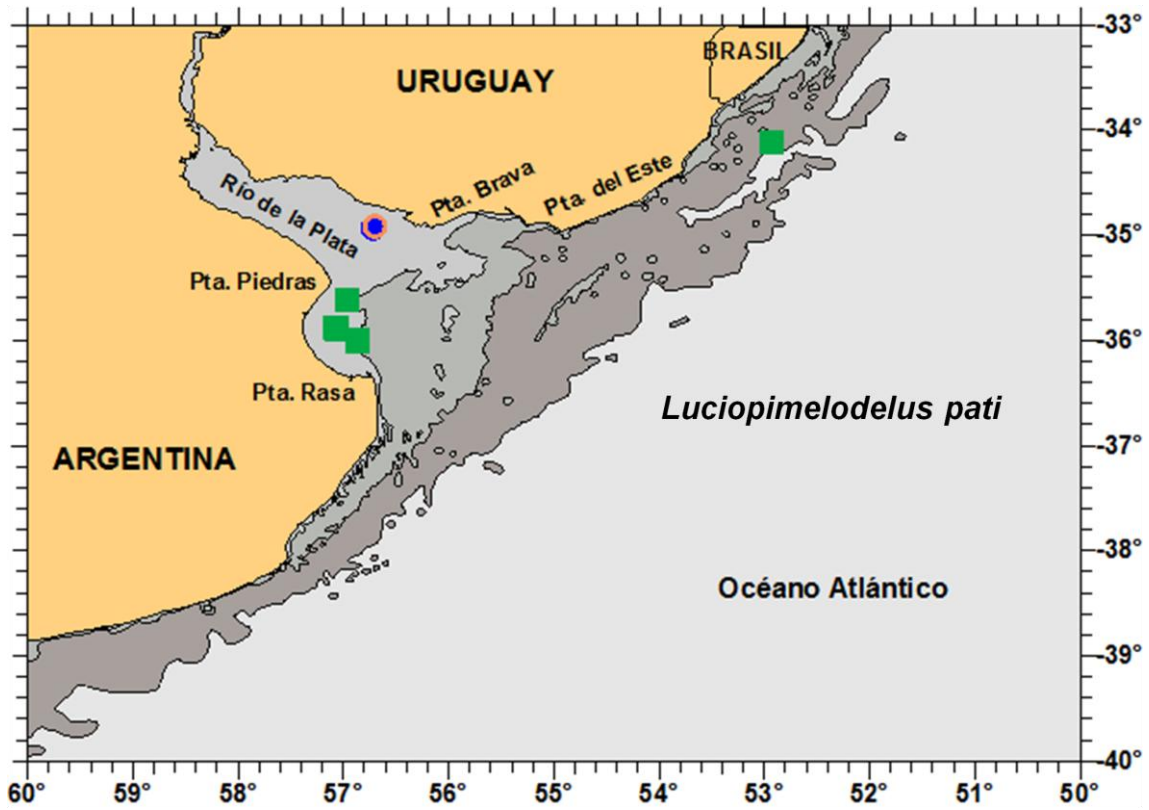 BRASIL
-33°
URUGUAY
-34°
Río de la Plata
Pta. Brava
Pta. del Este
-35°
Pta. Piedras
-36°
Pta. Rasa
Luciopimelodelus pati
-37°
ARGENTINA
-38°
Océano Atlántico
-39°
-40°
60° 59° 58° 57° 56° 55° 54° 53° 52° 51° 50°